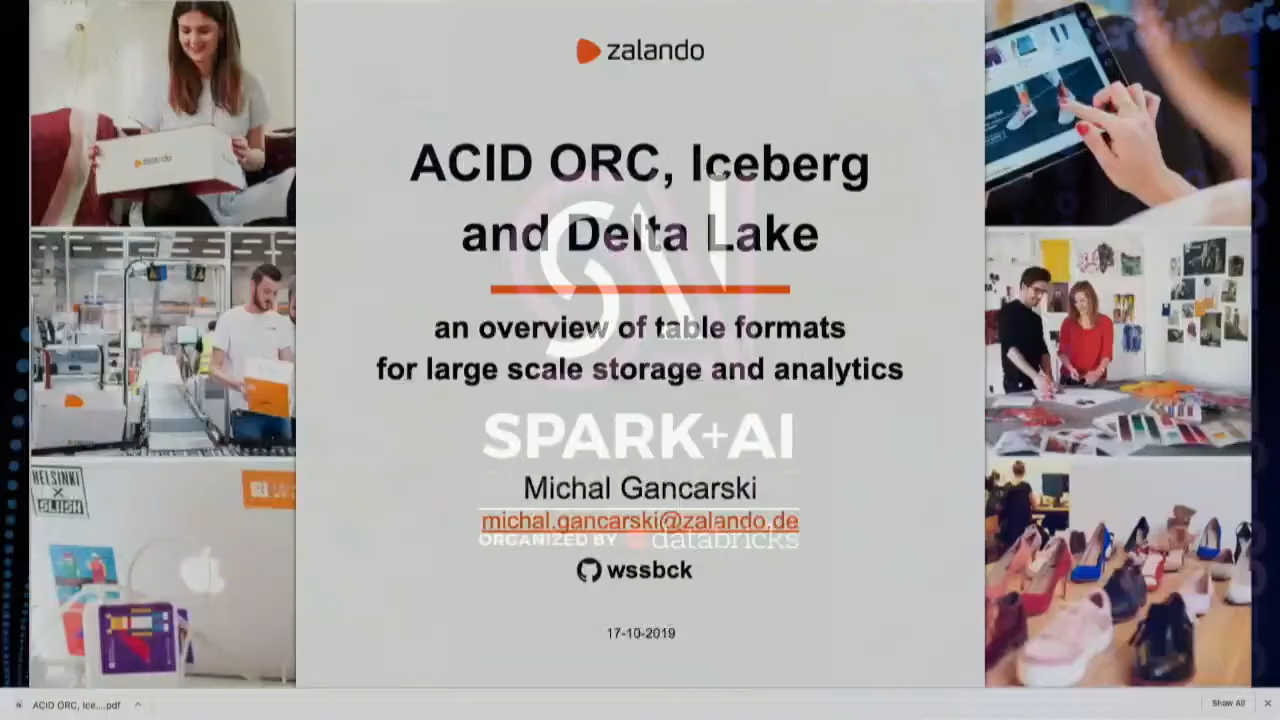 zalando
ACID ORC, Iceberg
and Delta Lake
an overview of table formats
for large scale storage and analytics
SPARK+AI
Michal Gancarski
michal.gancarski@zalando.de
ORGANIZED BY databricks
wssbck
17-10-2019
zalando
HELSINKI
X
SLUSH
ACID ORC, Ice....pdf
Show All